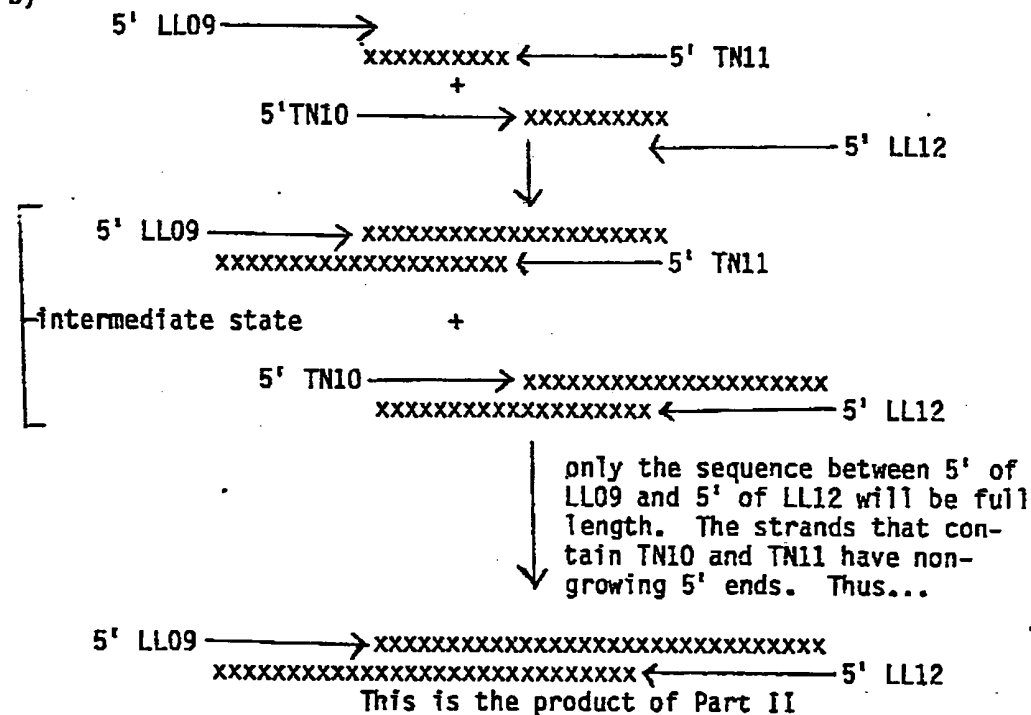 b)
5' LL09
xxxxxxxxxx 5' TN11
+
5'TN10 xxxxxxxxxx
5' LL12
5' LL09 xxxxxxxxxxxxxxxxxxxxx
xxxxxxxxxxxxxxxxxxxx 5' TN11
intermediate state +
5' TN10 xxxxxxxxxxxxxxxxxxxxx
xxxxxxxxxxxxxxxxxxx 5' LL12
only the sequence between 5' of
LL09 and 5' of LL12 will be full
length. The strands that con-
tain TN10 and TN11 have non-
growing 5' ends. Thus...
5' LL09 xxxxxxxxxxxxxxxxxxxxxxxxxxxxxxx
xxxxxxxxxxxxxxxxxxxxxxxxxxxxx 5' LL12
This is the product of Part II